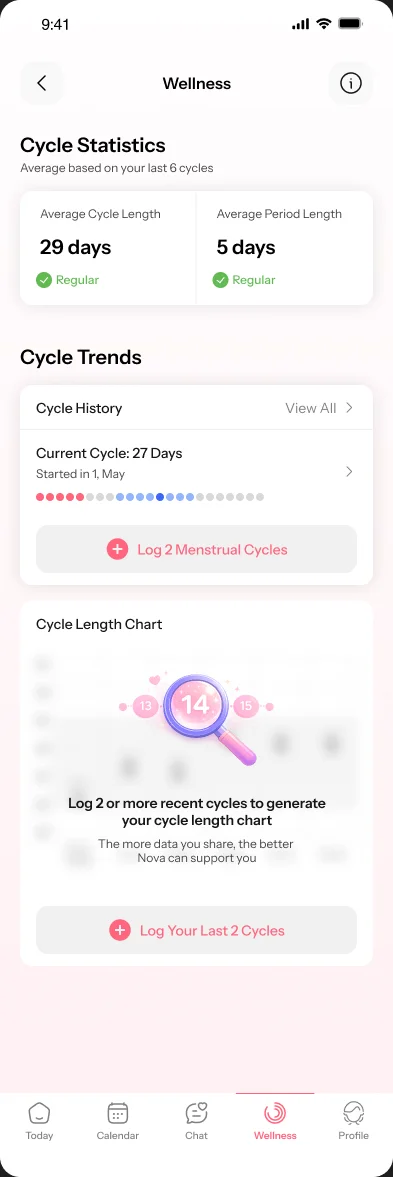 9:41
Wellness
Cycle Statistics
Average based on your last 6 cycles
Average Cycle Length
29 days
Regular
Average Period Length
5 days
Regular
Cycle Trends
Cycle History
View All
Current Cycle: 27 Days
Started in 1, May
Log 2 Menstrual Cycles
Cycle Length Chart
13 14 15
Log 2 or more recent cycles to generate
your cycle length chart
The more data you share, the better
Nova can support you
Log Your Last 2 Cycles
Today Calendar Chat Wellness Profile